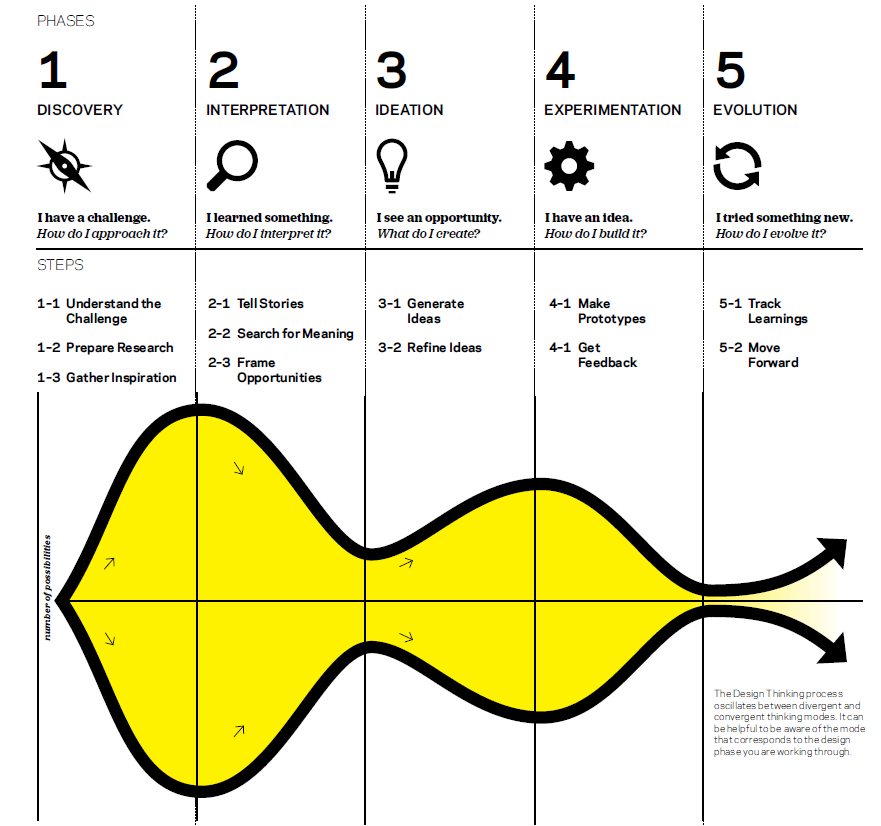 PHASES
1
DISCOVERY
I have a challenge.
How do I approach it?
2
INTERPRETATION
I learned something.
How do I interpret it?
3
IDEATION
I see an opportunity.
What do I create?
4
EXPERIMENTATION
I have an idea.
How do I build it?
5
EVOLUTION
I tried something new.
How do I evolve it?
STEPS
1-1 Understand the
Challenge
1-2 Prepare Research
1-3 Gather Inspiration
2-1 Tell Stories
2-2 Search for Meaning
2-3 Frame
Opportunities
3-1 Generate
Ideas
3-2 Refine Ideas
4-1 Make
Prototypes
4-1 Get
Feedback
5-1 Track
Learnings
5-2 Move
Forward
number of possibilities
The Design Thinking process
oscillates between divergent and
convergent thinking modes. It can
be helpful to be aware of the mode
that corresponds to the design
phase you are working through.